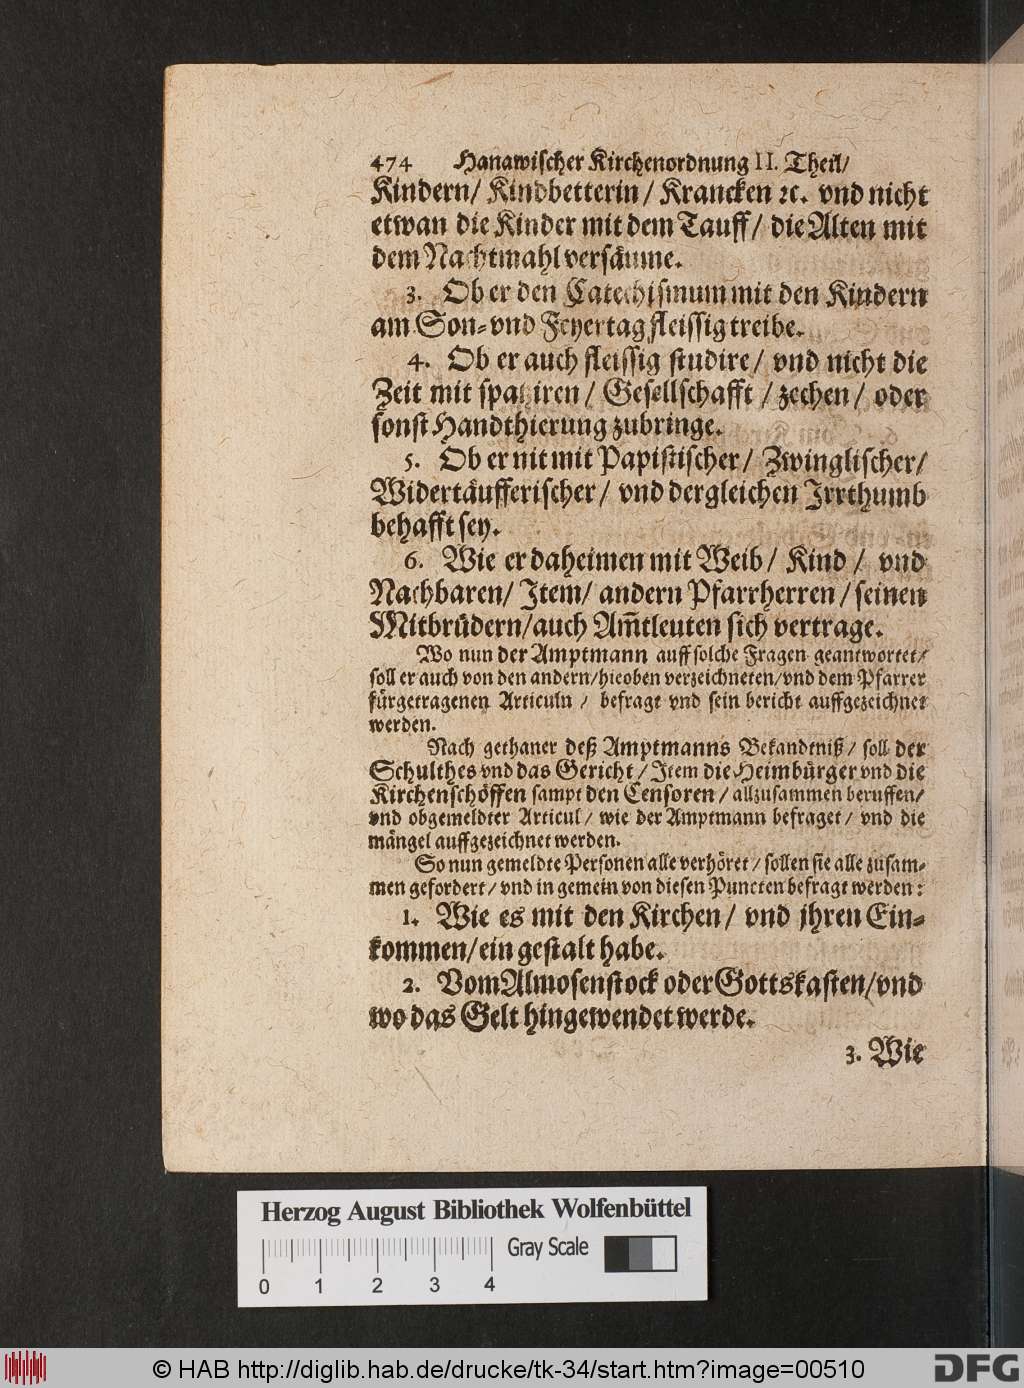 474 Hanawischer Kirchenordnung II. Theil/
Kindern/ Kindbetterin/ Krancken ꝛc. vnd nicht
etwan die Kinder mit dem Tauff/ die Alten mit
dem Nachtmahl versäume.
3. Ob er den Catechismum mit den Kindern
am Son- vnd Feyertag fleissig treibe.
4. Ob er auch fleissig studire/ vnd nicht die
Zeit mit spatziren/ Gesellschafft/ zechen/ oder
sonst Handthierung zubringe.
5. Ob er nit mit Papistischer/ Zwinglischer/
Widertäufferischer/ vnd dergleichen Irrthumb
behafft sey.
6. Wie er daheimen mit Weib/ Kind/ vnd
Nachbaren/ Item/ andern Pfarrherren/ seinen
Mitbrüdern/ auch Am̄tleuten sich vertrage.
Wo nun der Amptmann auff solche Fragen geantwortet/
soll er auch von den andern/ hieoben verzeichneten/ vnd dem Pfarrer
fürgetragenen Articuln/ befragt vnd sein bericht auffgezeichnet
werden.
Nach gethaner deß Amptmanns Bekandtniß/ soll der
Schulthes vnd das Gericht/ Item die Heimbürger vnd die
Kirchenschöffen sampt den Censoren/ allzusammen beruffen/
vnd obgemeldter Articul/ wie der Amptmann befraget/ vnd die
mängel auffgezeichnet werden.
So nun gemeldte Personen alle verhöret/ sollen sie alle zusam-
men gefordert/ vnd in gemein von diesen Puncten befragt werden:
1. Wie es mit den Kirchen/ vnd jhren Ein-
kommen/ ein gestalt habe.
2. Vom Almosenstock oder Gottskasten/ vnd
wo das Gelt hingewendet werde.
3. Wie
Herzog August Bibliothek Wolfenbüttel
Gray Scale
0 1 2 3 4
© HAB http://diglib.hab.de/drucke/tk-34/start.htm?image=00510
DFG